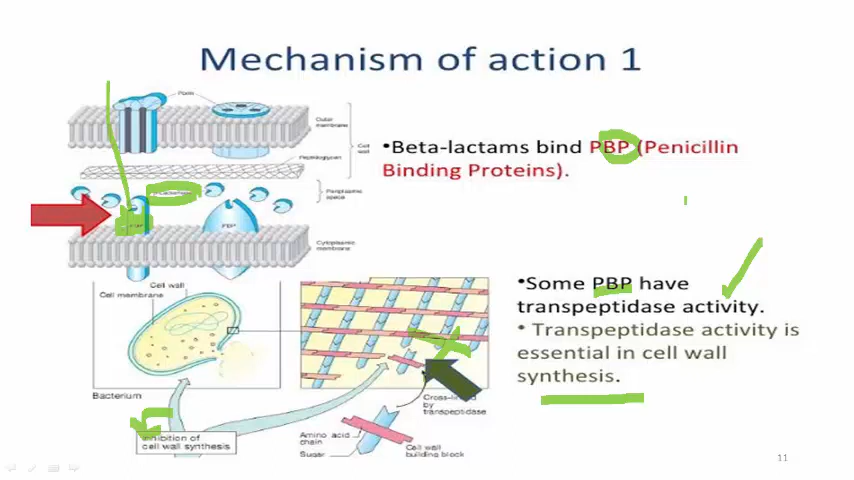 Mechanism of action 1
Porin
Outer
membrane
Cell
wall
Peptidoglycan
Periplasmic
space
PBP
Cytoplasmic
membrane
•Beta-lactams bind PBP (Penicillin
Binding Proteins).
•Some PBP have
transpeptidase activity.
• Transpeptidase activity is
essential in cell wall
synthesis.
Cell wall
Cell membrane
Bacterium
Inhibition of
cell wall synthesis
Cross-linked
by
transpeptidase
Amino acid
chain
Sugar
Cell wall
building block
11